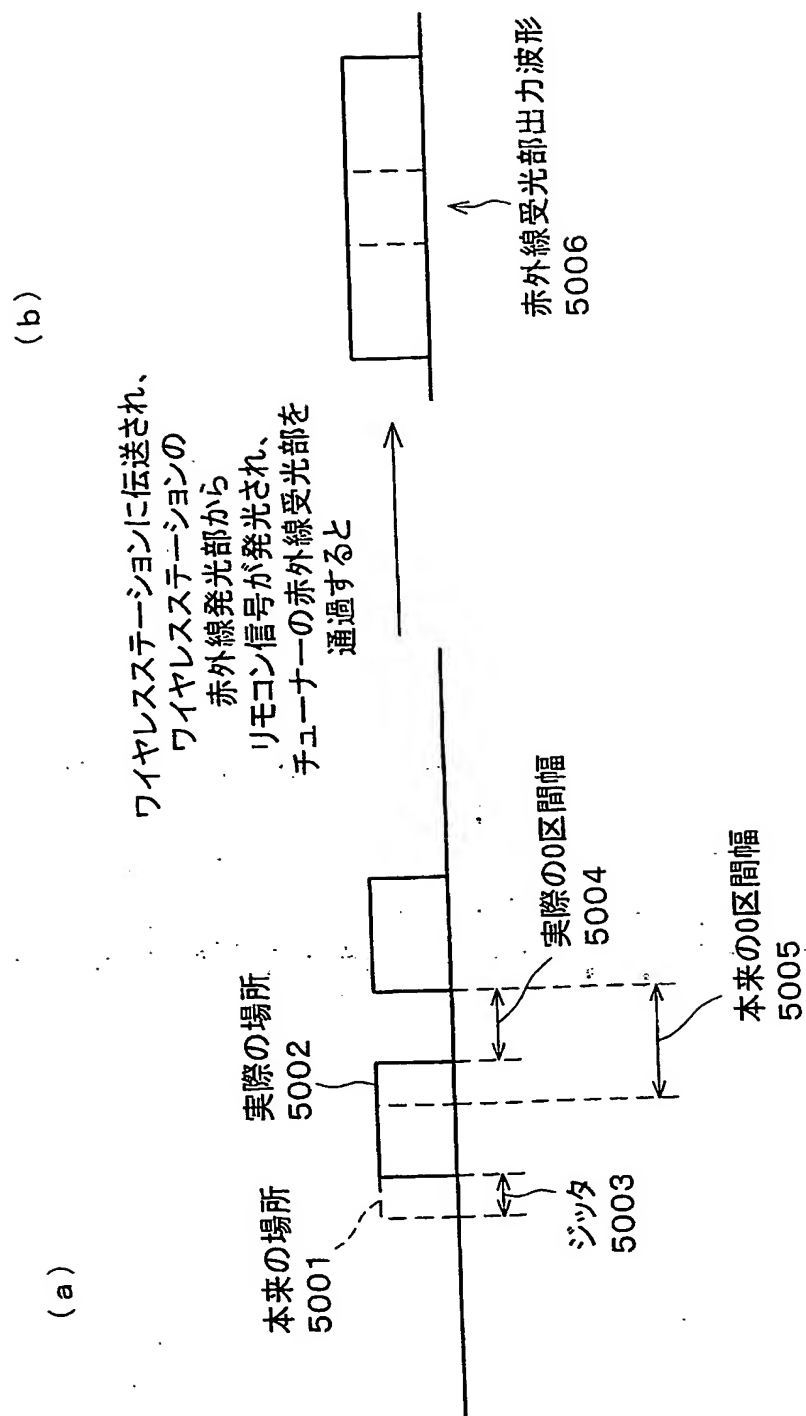 (a)
本来の場所
5001
実際の場所
5002
ジッタ
5003
実際の0区間幅
5004
本来の0区間幅
5005
ワイヤレスステーションに伝送され、
ワイヤレスステーションの
赤外線発光部から
リモコン信号が発光され、
チューナーの赤外線受光部を
通過すると
(b)
赤外線受光部出力波形
5006